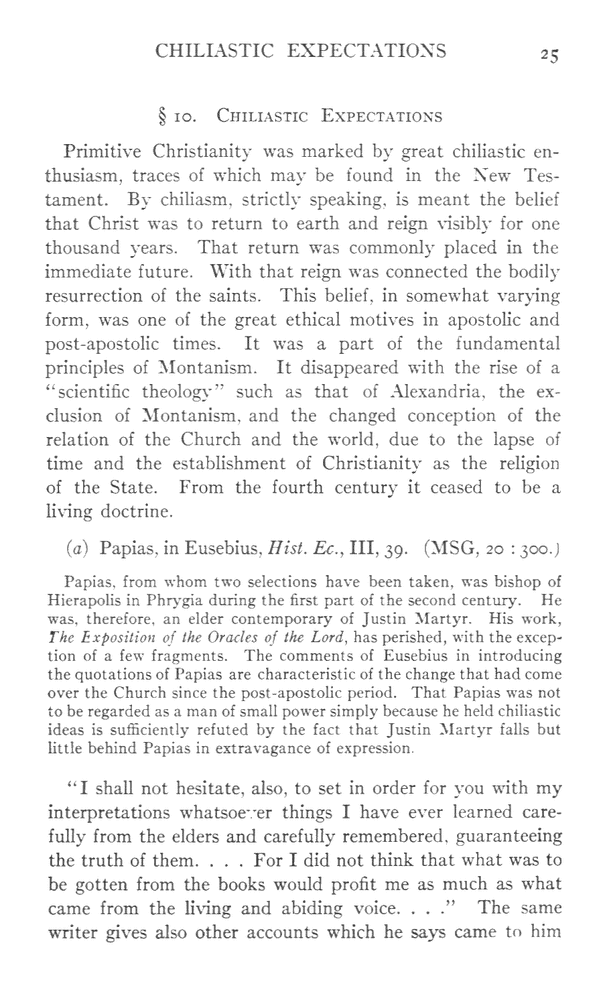 CHILIASTIC EXPECTATIONS 25
§ 10. Chiliastic Expectations
Primitive Christianity was marked by great chiliastic en-
thusiasm, traces of which may be found in the New Tes-
tament. By chiliasm, strictly speaking, is meant the belief
that Christ was to return to earth and reign visibly for one
thousand years. That return was commonly placed in the
immediate future. With that reign was connected the bodily
resurrection of the saints. This belief, in somewhat varying
form, was one of the great ethical motives in apostolic and
post-apostolic times. It was a part of the fundamental
principles of Montanism. It disappeared with the rise of a
“scientific theology” such as that of Alexandria, the ex-
clusion of Montanism, and the changed conception of the
relation of the Church and the world, due to the lapse of
time and the establishment of Christianity as the religion
of the State. From the fourth century it ceased to be a
living doctrine.
(a) Papias, in Eusebius, Hist. Ec., III, 39. (MSG, 20 : 300.)
Papias, from whom two selections have been taken, was bishop of
Hierapolis in Phrygia during the first part of the second century. He
was, therefore, an elder contemporary of Justin Martyr. His work,
The Exposition of the Oracles of the Lord, has perished, with the excep-
tion of a few fragments. The comments of Eusebius in introducing
the quotations of Papias are characteristic of the change that had come
over the Church since the post-apostolic period. That Papias was not
to be regarded as a man of small power simply because he held chiliastic
ideas is sufficiently refuted by the fact that Justin Martyr falls but
little behind Papias in extravagance of expression.
“I shall not hesitate, also, to set in order for you with my
interpretations whatsoever things I have ever learned care-
fully from the elders and carefully remembered, guaranteeing
the truth of them. . . . For I did not think that what was to
be gotten from the books would profit me as much as what
came from the living and abiding voice. . . .” The same
writer gives also other accounts which he says came to him